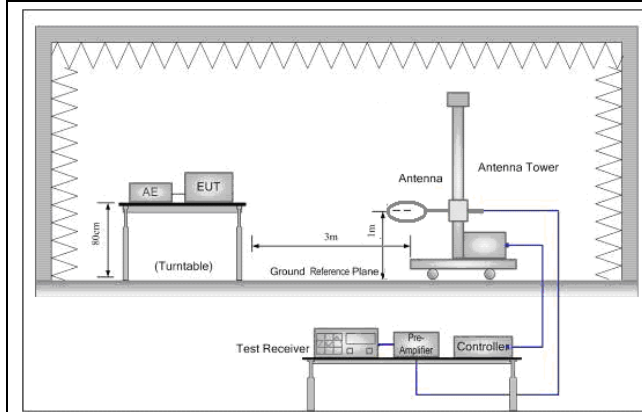 Antenna Tower
Antenna
AE
EUT
80cm
1m
3m
(Turntable)
Ground Reference Plane
Test Receiver
Pre-
Amplifier
Controller